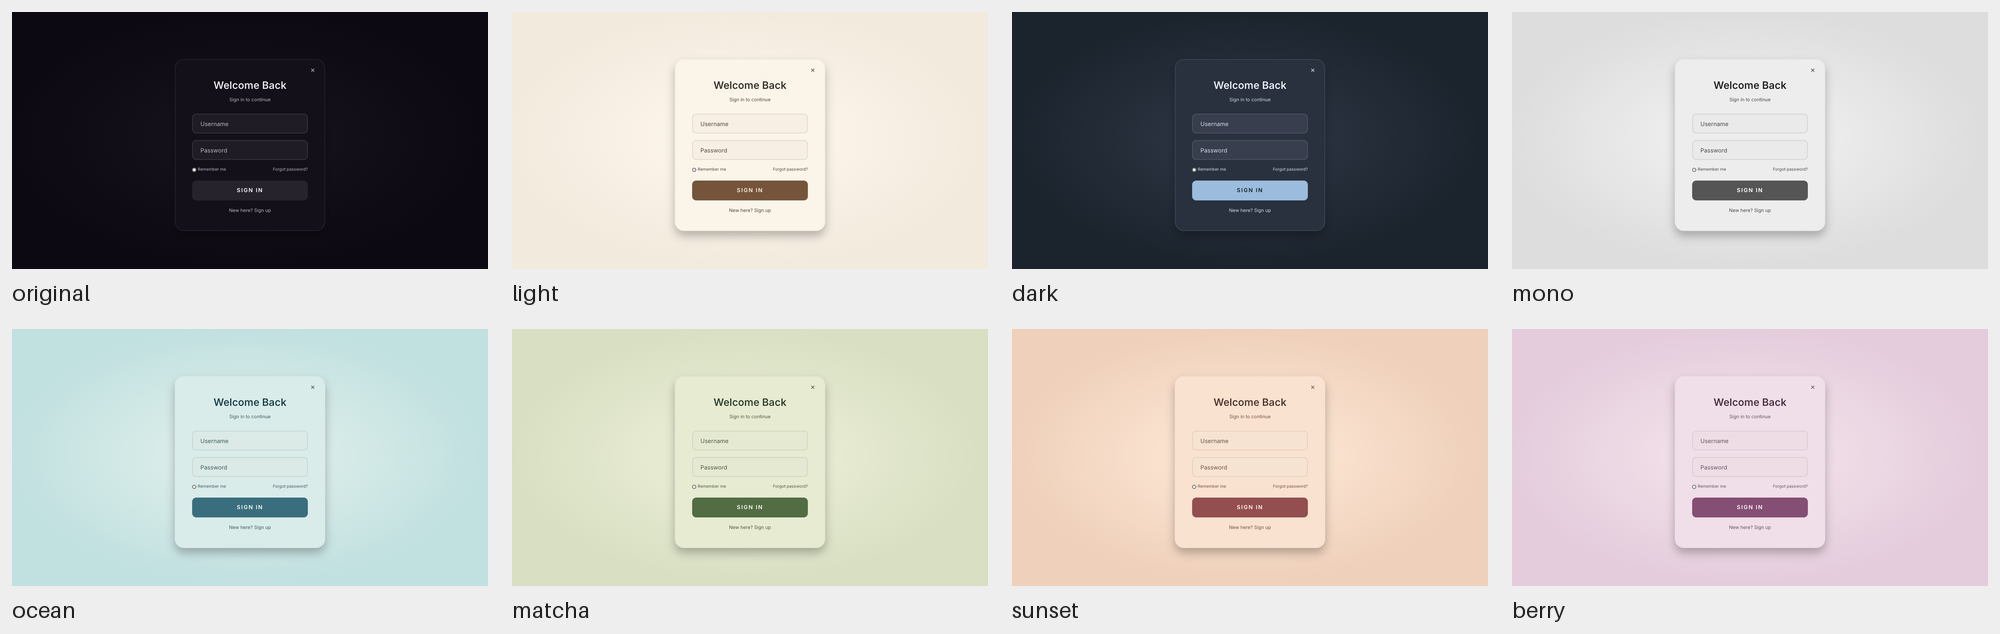 Welcome Back
Sign in to continue
Username
Password
Remember me Forgot password?
SIGN IN
New here? Sign up
original
Welcome Back
Sign in to continue
Username
Password
Remember me Forgot password?
SIGN IN
New here? Sign up
light
Welcome Back
Sign in to continue
Username
Password
Remember me Forgot password?
SIGN IN
New here? Sign up
dark
Welcome Back
Sign in to continue
Username
Password
Remember me Forgot password?
SIGN IN
New here? Sign up
mono
Welcome Back
Sign in to continue
Username
Password
Remember me Forgot password?
SIGN IN
New here? Sign up
ocean
Welcome Back
Sign in to continue
Username
Password
Remember me Forgot password?
SIGN IN
New here? Sign up
matcha
Welcome Back
Sign in to continue
Username
Password
Remember me Forgot password?
SIGN IN
New here? Sign up
sunset
Welcome Back
Sign in to continue
Username
Password
Remember me Forgot password?
SIGN IN
New here? Sign up
berry